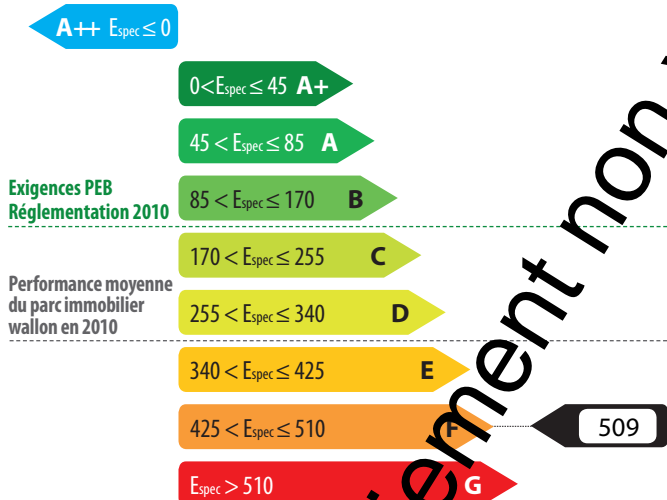 A++ Espec ≤ 0
0<Espec ≤ 45 A+
45 < Espec ≤ 85 A
Exigences PEB
Réglementation 2010
85 < Espec ≤ 170 B
170 < Espec ≤ 255 C
Performance moyenne
du parc immobilier
wallon en 2010
255 < Espec ≤ 340 D
340 < Espec ≤ 425 E
425 < Espec ≤ 510 F
509
Espec > 510 G
ement non